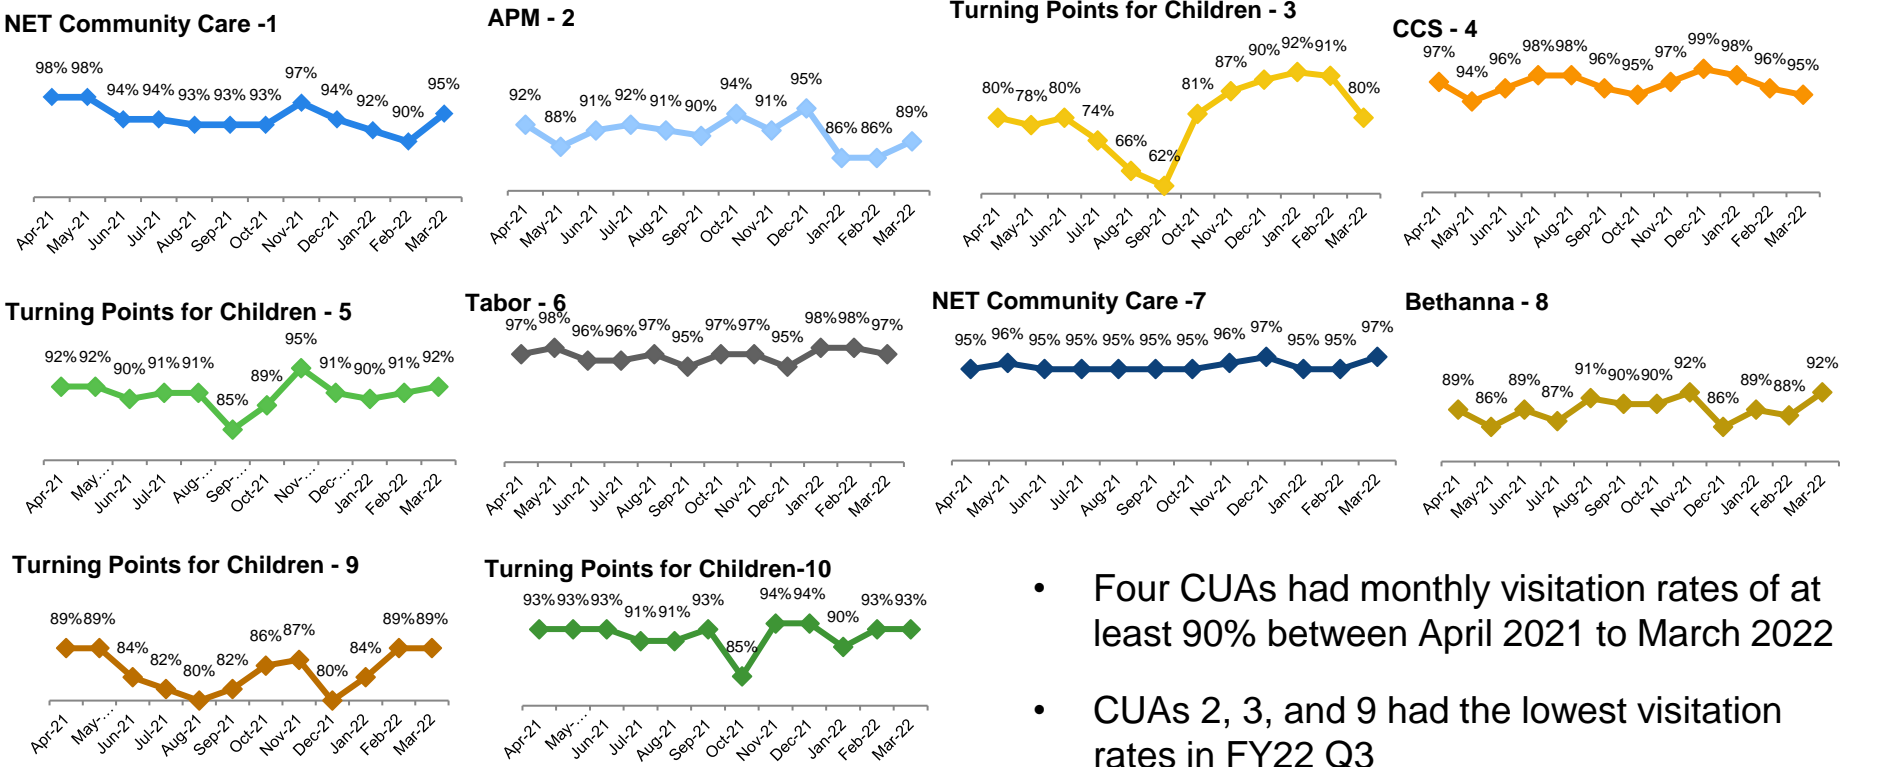 NET Community Care -1
98% 98% 94% 94% 93% 93% 93% 97% 94% 92% 90% 95%
Apr-21 May-21 Jun-21 Jul-21 Aug-21 Sep-21 Oct-21 Nov-21 Dec-21 Jan-22 Feb-22 Mar-22
APM - 2
92% 88% 91% 92% 91% 90% 94% 91% 95% 86% 86% 89%
Apr-21 May-21 Jun-21 Jul-21 Aug-21 Sep-21 Oct-21 Nov-21 Dec-21 Jan-22 Feb-22 Mar-22
Turning Points for Children - 3
80% 78% 80% 74% 66% 62% 81% 87% 90% 92% 91% 80%
Apr-21 May-21 Jun-21 Jul-21 Aug-21 Sep-21 Oct-21 Nov-21 Dec-21 Jan-22 Feb-22 Mar-22
CCS - 4
97% 94% 96% 98% 98% 96% 95% 97% 99% 98% 96% 95%
Apr-21 May-21 Jun-21 Jul-21 Aug-21 Sep-21 Oct-21 Nov-21 Dec-21 Jan-22 Feb-22 Mar-22
Turning Points for Children - 5
92% 92% 90% 91% 91% 85% 89% 95% 91% 90% 91% 92%
Apr-21 May... Jun-21 Jul-21 Aug-... Sep-... Oct-21 Nov-... Dec-... Jan-22 Feb-22 Mar-22
Tabor - 6
97% 98% 96% 96% 97% 95% 97% 97% 95% 98% 98% 97%
Apr-21 May-21 Jun-21 Jul-21 Aug-21 Sep-21 Oct-21 Nov-21 Dec-21 Jan-22 Feb-22 Mar-22
NET Community Care -7
95% 96% 95% 95% 95% 95% 95% 96% 97% 95% 95% 97%
Apr-21 May-21 Jun-21 Jul-21 Aug-21 Sep-21 Oct-21 Nov-21 Dec-21 Jan-22 Feb-22 Mar-22
Bethanna - 8
89% 86% 89% 87% 91% 90% 90% 92% 86% 89% 88% 92%
Apr-21 May-21 Jun-21 Jul-21 Aug-21 Sep-21 Oct-21 Nov-21 Dec-21 Jan-22 Feb-22 Mar-22
Turning Points for Children - 9
89% 89% 84% 82% 80% 82% 86% 87% 80% 84% 89% 89%
Apr-21 May-... Jun-21 Jul-21 Aug-21 Sep-21 Oct-21 Nov-21 Dec-21 Jan-22 Feb-22 Mar-22
Turning Points for Children-10
93% 93% 93% 91% 91% 93% 85% 94% 94% 90% 93% 93%
Apr-21 May-... Jun-21 Jul-21 Aug-21 Sep-21 Oct-21 Nov-21 Dec-21 Jan-22 Feb-22 Mar-22
• Four CUAs had monthly visitation rates of at
least 90% between April 2021 to March 2022
• CUAs 2, 3, and 9 had the lowest visitation
rates in FY22 Q3